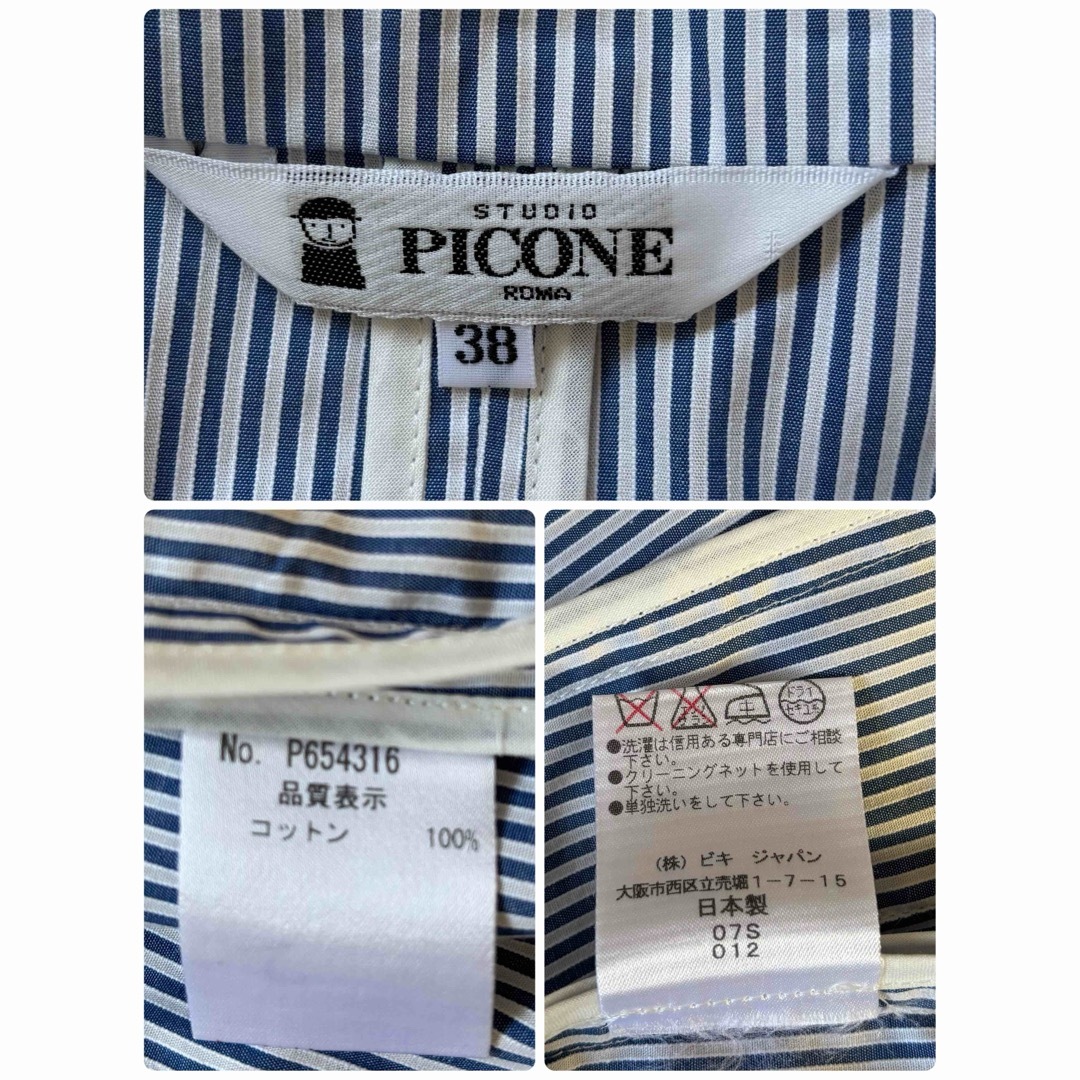 STUDIO
PICONE
ROMA
38
No. P654316
品質表示
コットン 100%
ドライ
セキユ系
●洗濯は信用ある専門店にご相談
下さい。
●クリーニングネットを使用して
下さい。
●単独洗いをして下さい。
(株) ビキ ジャパン
大阪市西区立売堀1-7-15
日本製
07S
012